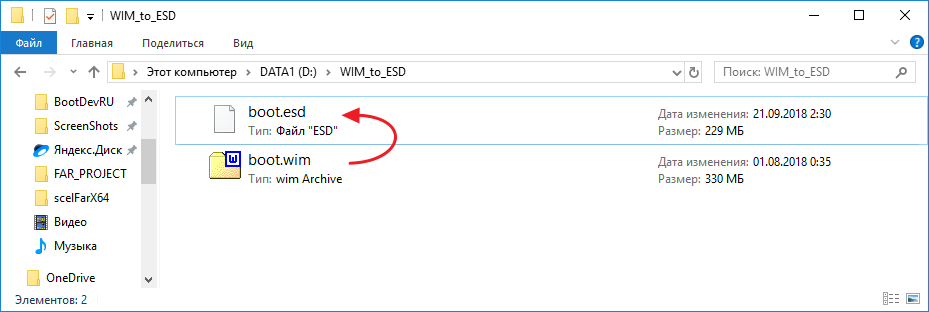 WIM_to_ESD
Файл Главная Поделиться Вид
Этот компьютер DATA1 (D:) WIM_to_ESD Поиск: WIM_to_ESD
BootDevRU
ScreenShots
Яндекс.Диск
FAR_PROJECT
scelFarX64
Видео
Музыка
OneDrive
boot.esd Дата изменения: 21.09.2018 2:30
Тип: Файл "ESD" Размер: 229 МБ
boot.wim Дата изменения: 01.08.2018 0:35
Тип: wim Archive Размер: 330 МБ
Элементов: 2